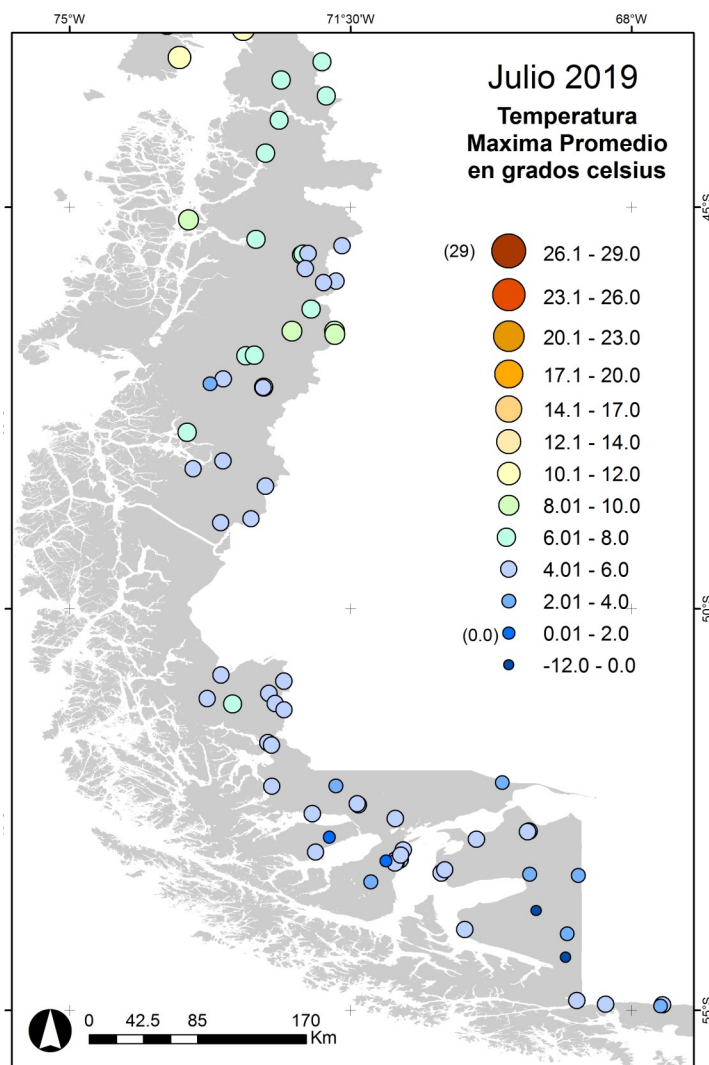 75°W 71°3 0'W 68°W
Julio 2019
Temperatura
Maxima Promedio
en grados celsius
45°S
(29) 26.1 - 29.0
23.1 - 26.0
20.1 - 23.0
17.1 - 20.0
14.1 - 17.0
12.1 - 14.0
10.1 - 12.0
8.01 - 10.0
6.01 - 8.0
4.01 - 6.0
2.01 - 4.0
50°S
(0.0) 0.01 - 2.0
-12.0 - 0.0
55°S
0 42.5 85 170
Km